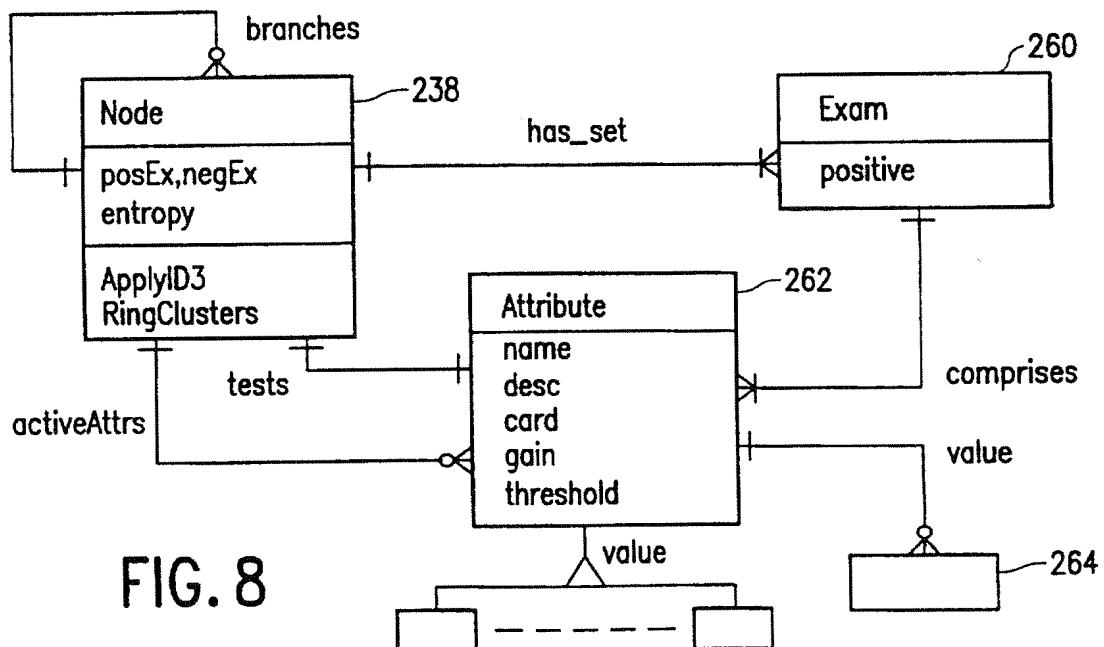 branches
238
260
Node
posEx,negEx
entropy
ApplyID3
RingClusters
has_set
Exam
positive
262
Attribute
name
desc
card
gain
threshold
tests
activeAttrs
comprises
value
value
264
FIG. 8